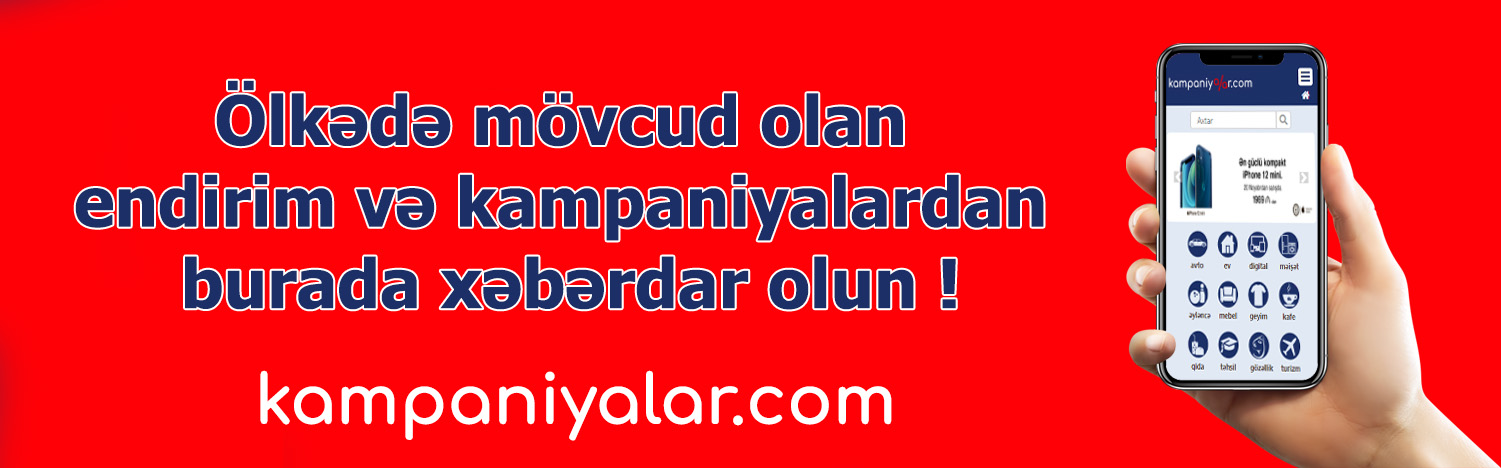 Ölkədə mövcud olan
endirim və kampaniyalardan
burada xəbərdar olun !
kampaniyalar.com
kampaniyalar.com
Axtar
Ən güclü kompakt
iPhone 12 mini.
20 Noyabrdan satışda
1969
avto ev digital məişət
əyləncə mebel geyim kafe
qida təhsil gözəllik turizm